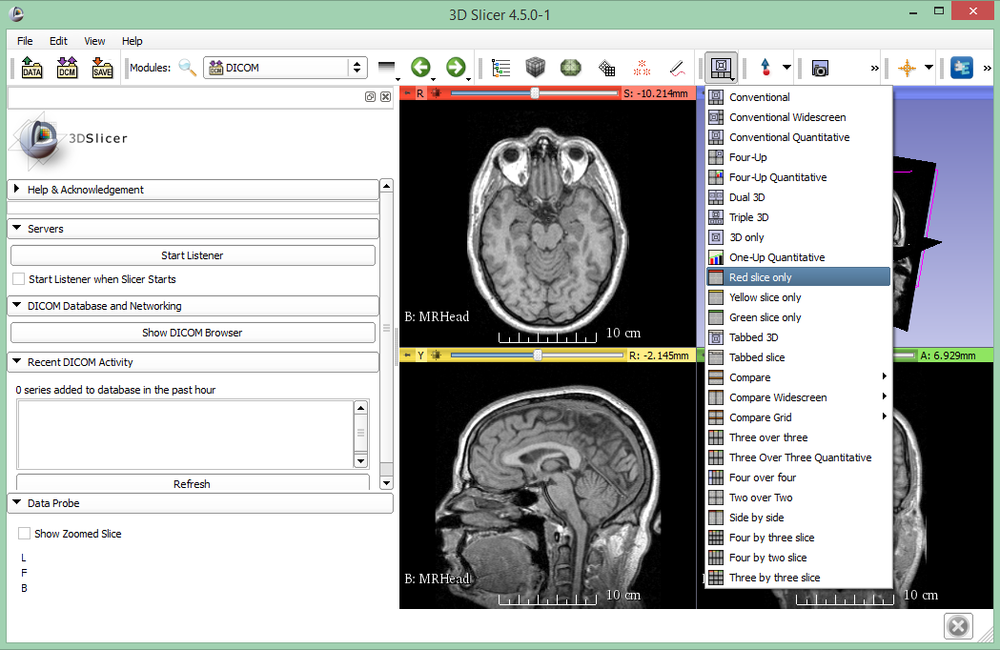 3D Slicer 4.5.0-1
File Edit View Help
DATA DCM SAVE Modules: DCM DICOM
3DSlicer
Help & Acknowledgement
Servers
Start Listener
Start Listener when Slicer Starts
DICOM Database and Networking
Show DICOM Browser
Recent DICOM Activity
0 series added to database in the past hour
Refresh
Data Probe
Show Zoomed Slice
L
F
B
R S: -10.214mm
B: MRHead
10 cm
Y R: -2.145mm
B: MRHead
10 cm
Conventional
Conventional Widescreen
Conventional Quantitative
Four-Up
Four-Up Quantitative
Dual 3D
Triple 3D
3D only
One-Up Quantitative
Red slice only
Yellow slice only
Green slice only
Tabbed 3D
Tabbed slice
Compare
Compare Widescreen
Compare Grid
Three over three
Three Over Three Quantitative
Four over four
Two over Two
Side by side
Four by three slice
Four by two slice
Three by three slice
A: 6.929mm
10 cm